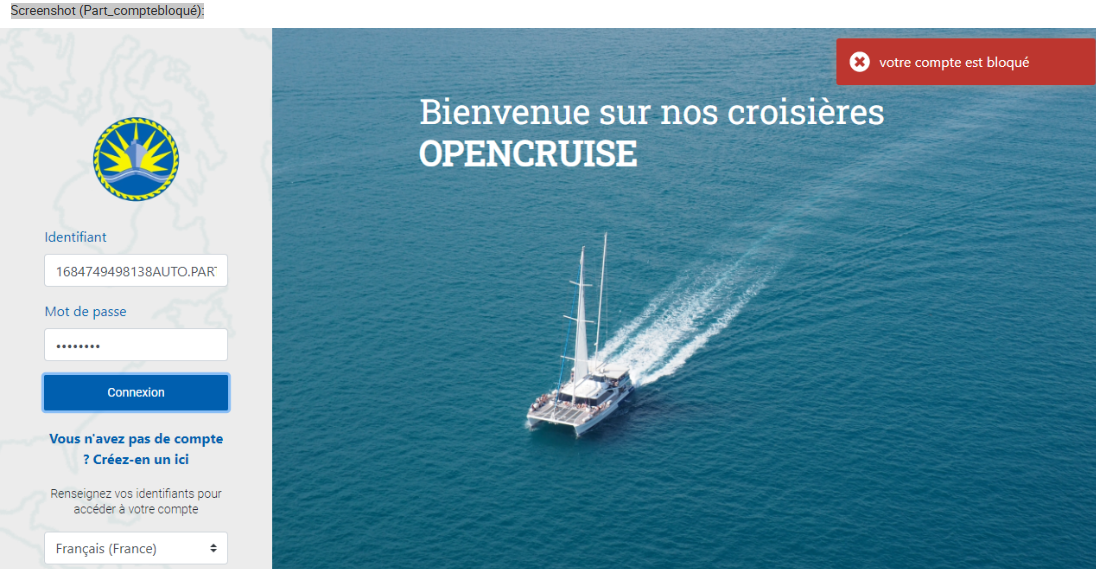 Screenshot (Part_comptebloqué):
votre compte est bloqué
Bienvenue sur nos croisières
OPENCRUISE
Identifiant
1684749498138AUTO.PAR
Mot de passe
Connexion
Vous n'avez pas de compte
? Créez-en un ici
Renseignez vos identifiants pour
accéder à votre compte
Français (France)